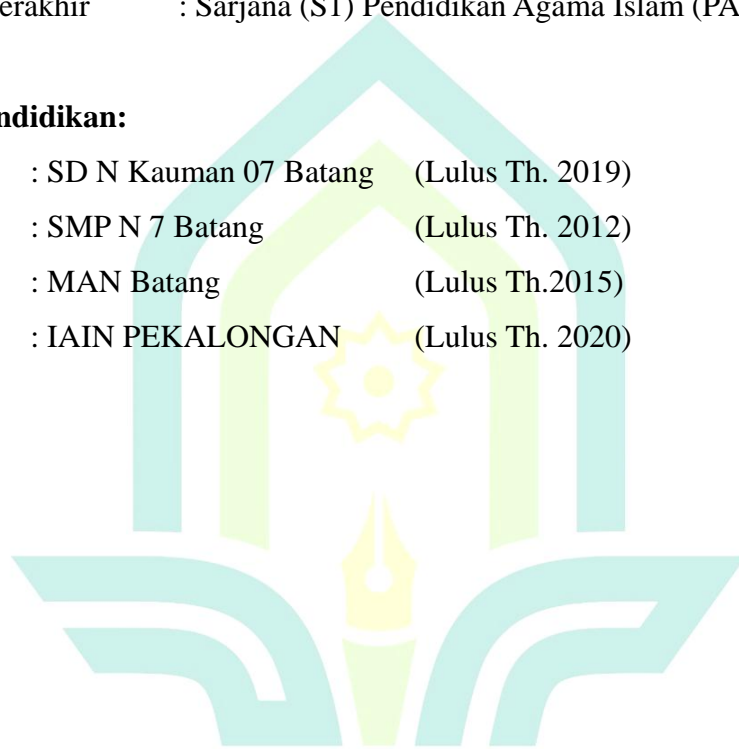 erakhir : Sarjana (S1) Pendidikan Agama Islam (PA
ndidikan:
: SD N Kauman 07 Batang (Lulus Th. 2019)
: SMP N 7 Batang (Lulus Th. 2012)
: MAN Batang (Lulus Th.2015)
: IAIN PEKALONGAN (Lulus Th. 2020)